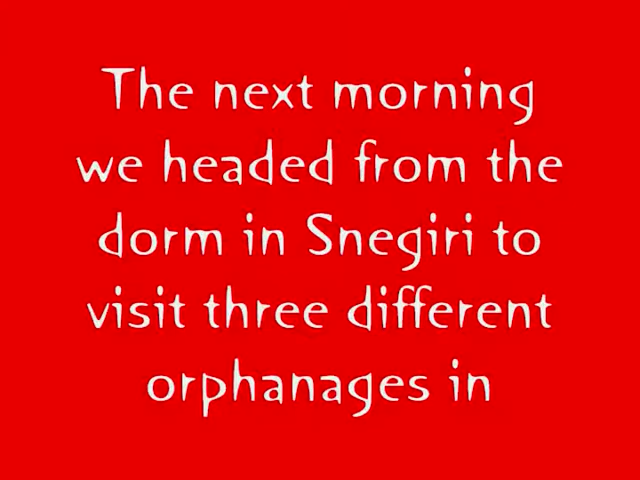 The next morning
we headed from the
dorm in Snegiri to
visit three different
orphanages in